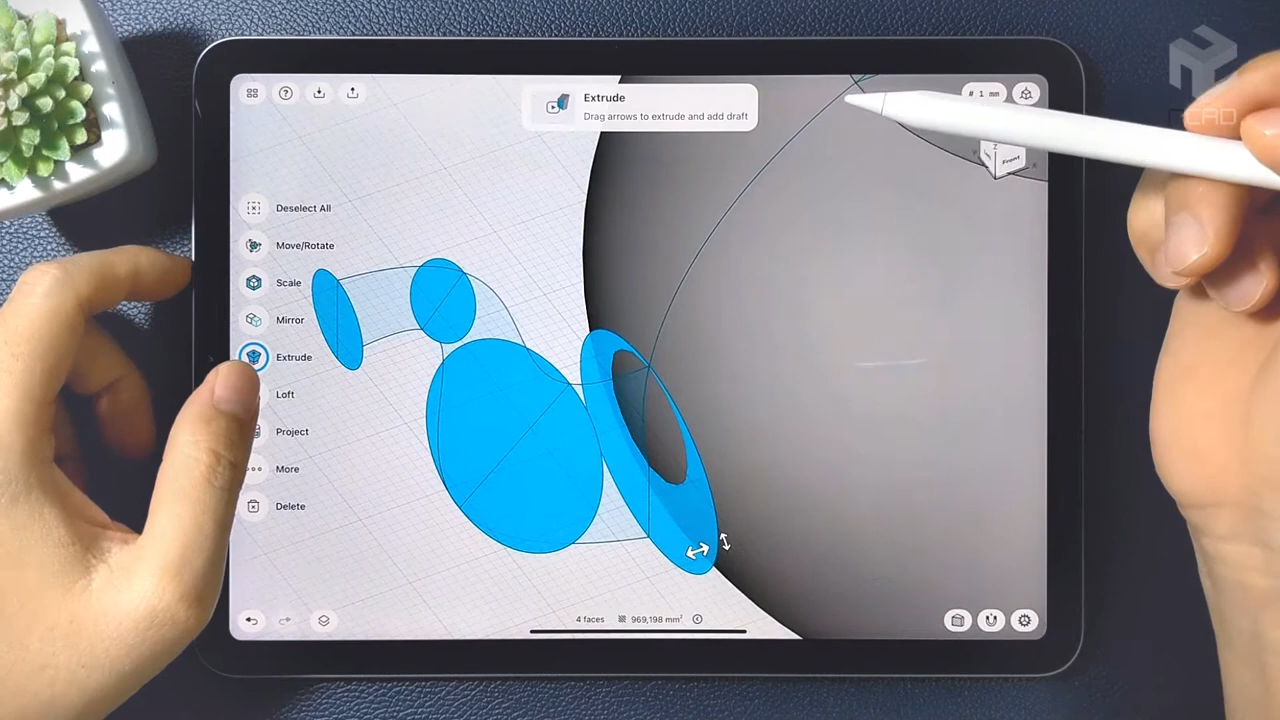 Extrude
Drag arrows to extrude and add draft
# 1 mm
Z
Front
Deselect All
Move/Rotate
Scale
Mirror
Extrude
Loft
Project
More
Delete
4 faces
969,198 mm²